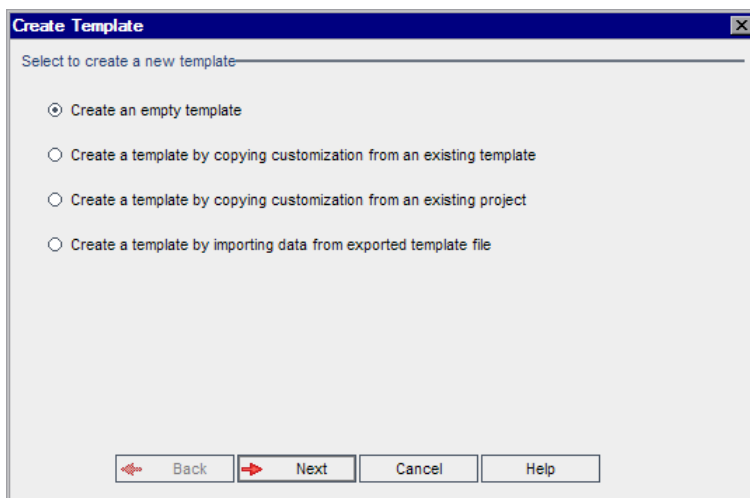 Create Template
Select to create a new template
Create an empty template
Create a template by copying customization from an existing template
Create a template by copying customization from an existing project
Create a template by importing data from exported template file
Back Next Cancel Help